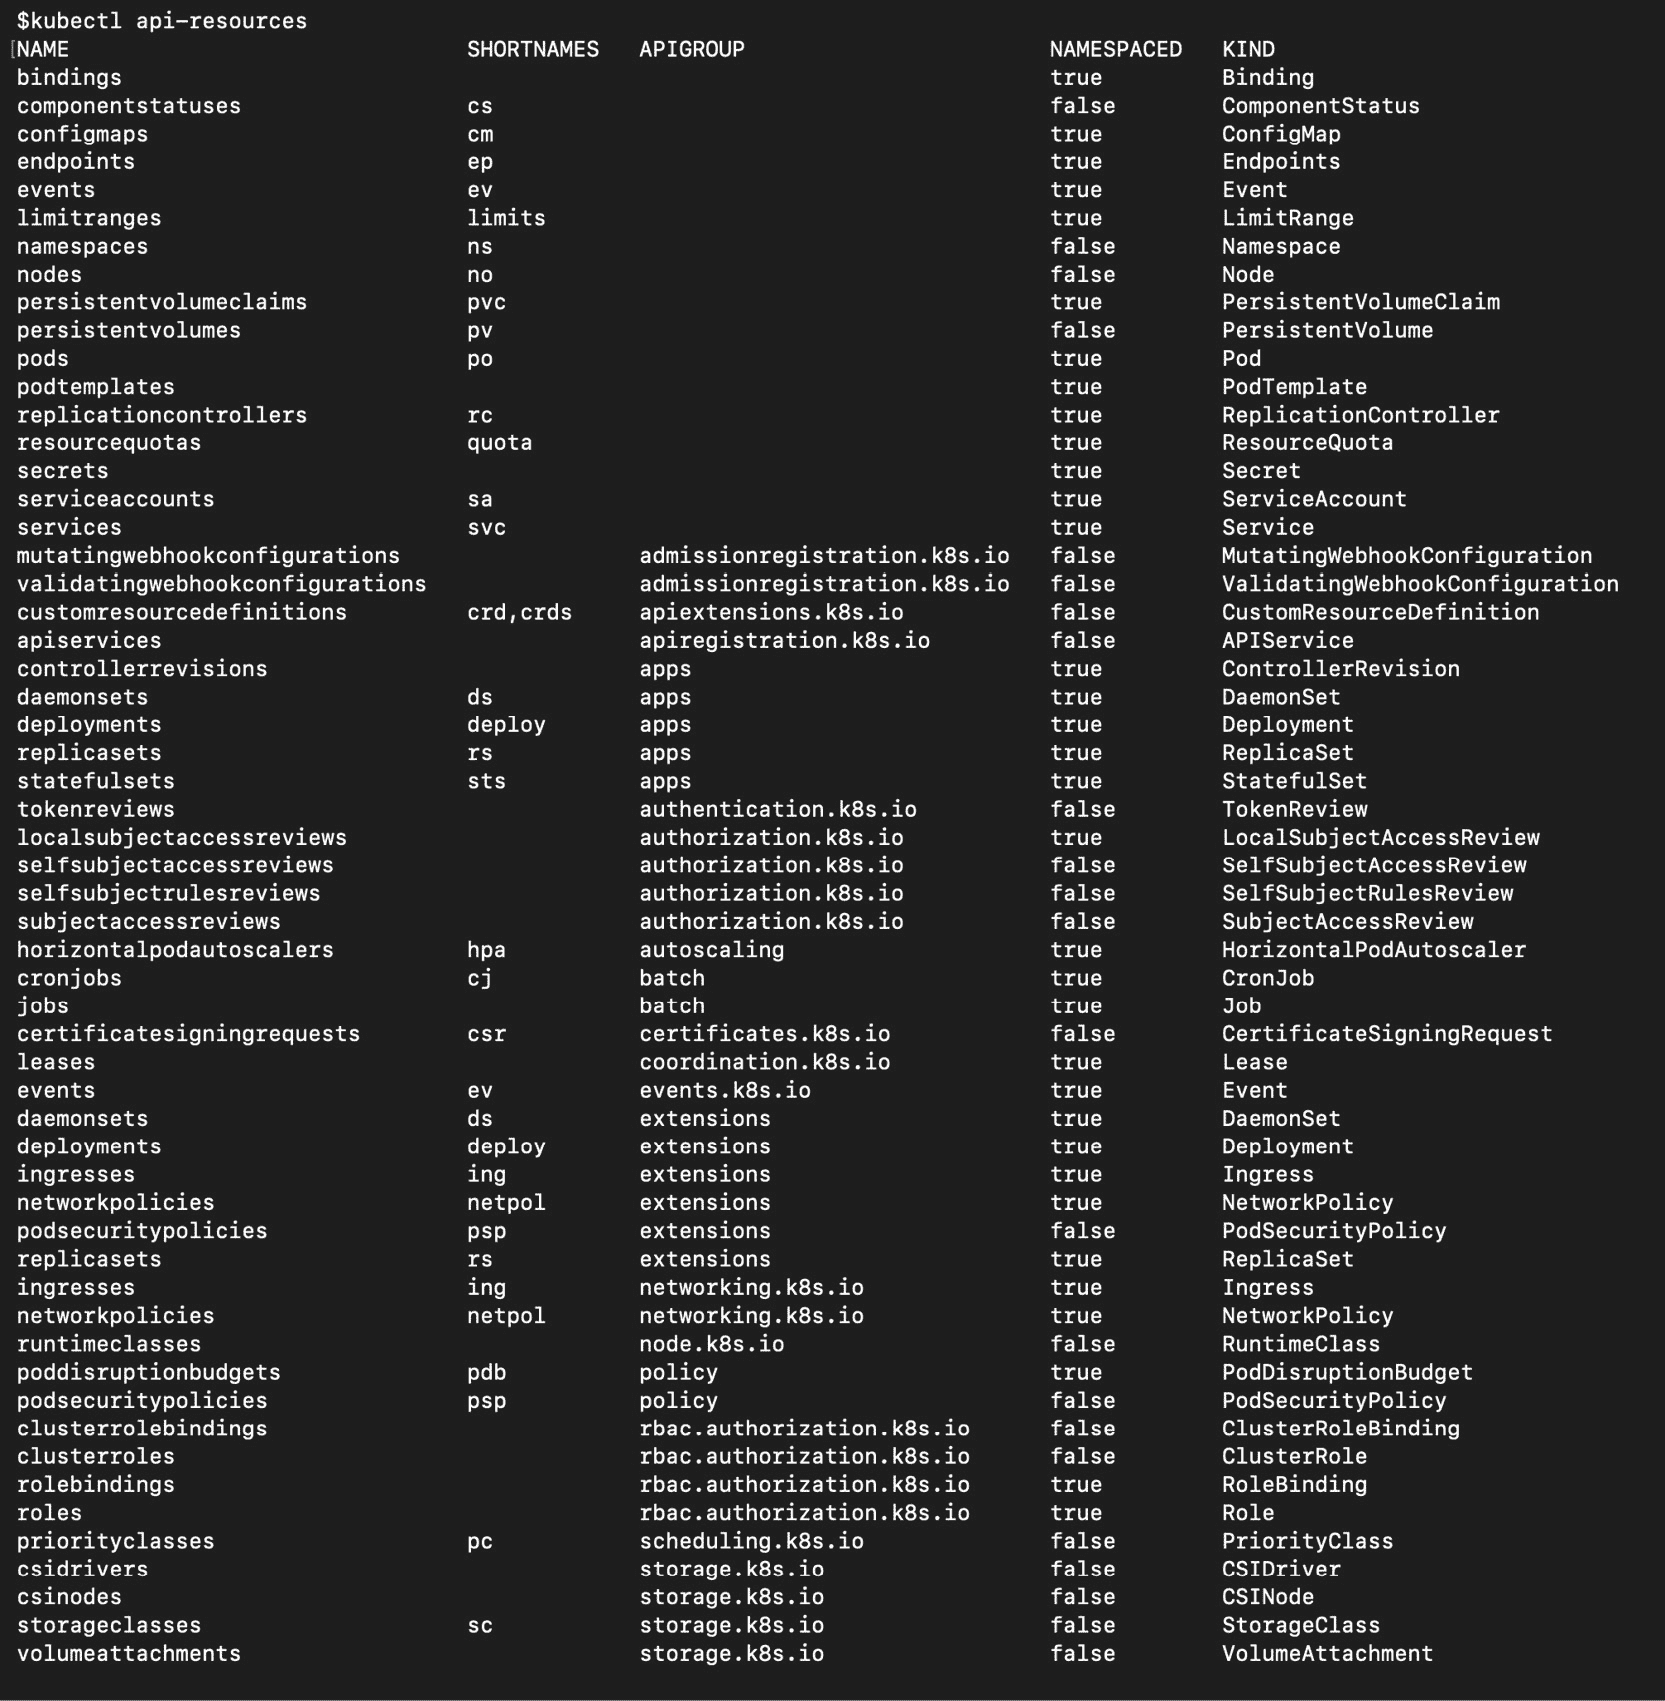 $kubectl api-resources
NAME SHORTNAMES APIGROUP NAMESPACED KIND
bindings true Binding
componentstatuses cs false ComponentStatus
configmaps cm true ConfigMap
endpoints ep true Endpoints
events ev true Event
limitranges limits true LimitRange
namespaces ns false Namespace
nodes no false Node
persistentvolumeclaims pvc true PersistentVolumeClaim
persistentvolumes pv false PersistentVolume
pods po true Pod
podtemplates true PodTemplate
replicationcontrollers rc true ReplicationController
resourcequotas quota true ResourceQuota
secrets true Secret
serviceaccounts sa true ServiceAccount
services svc true Service
mutatingwebhookconfigurations admissionregistration.k8s.io false MutatingWebhookConfiguration
validatingwebhookconfigurations admissionregistration.k8s.io false ValidatingWebhookConfiguration
customresourcedefinitions crd,crds apiextensions.k8s.io false CustomResourceDefinition
apiservices apiregistration.k8s.io false APIService
controllerrevisions apps true ControllerRevision
daemonsets ds apps true DaemonSet
deployments deploy apps true Deployment
replicasets rs apps true ReplicaSet
statefulsets sts apps true StatefulSet
tokenreviews authentication.k8s.io false TokenReview
localsubjectaccessreviews authorization.k8s.io true LocalSubjectAccessReview
selfsubjectaccessreviews authorization.k8s.io false SelfSubjectAccessReview
selfsubjectrulesreviews authorization.k8s.io false SelfSubjectRulesReview
subjectaccessreviews authorization.k8s.io false SubjectAccessReview
horizontalpodautoscalers hpa autoscaling true HorizontalPodAutoscaler
cronjobs cj batch true CronJob
jobs batch true Job
certificatesigningrequests csr certificates.k8s.io false CertificateSigningRequest
leases coordination.k8s.io true Lease
events ev events.k8s.io true Event
daemonsets ds extensions true DaemonSet
deployments deploy extensions true Deployment
ingresses ing extensions true Ingress
networkpolicies netpol extensions true NetworkPolicy
podsecuritypolicies psp extensions false PodSecurityPolicy
replicasets rs extensions true ReplicaSet
ingresses ing networking.k8s.io true Ingress
networkpolicies netpol networking.k8s.io true NetworkPolicy
runtimeclasses node.k8s.io false RuntimeClass
poddisruptionbudgets pdb policy true PodDisruptionBudget
podsecuritypolicies psp policy false PodSecurityPolicy
clusterrolebindings rbac.authorization.k8s.io false ClusterRoleBinding
clusterroles rbac.authorization.k8s.io false ClusterRole
rolebindings rbac.authorization.k8s.io true RoleBinding
roles rbac.authorization.k8s.io true Role
priorityclasses pc scheduling.k8s.io false PriorityClass
csidrivers storage.k8s.io false CSIDriver
csinodes storage.k8s.io false CSINode
storageclasses sc storage.k8s.io false StorageClass
volumeattachments storage.k8s.io false VolumeAttachment